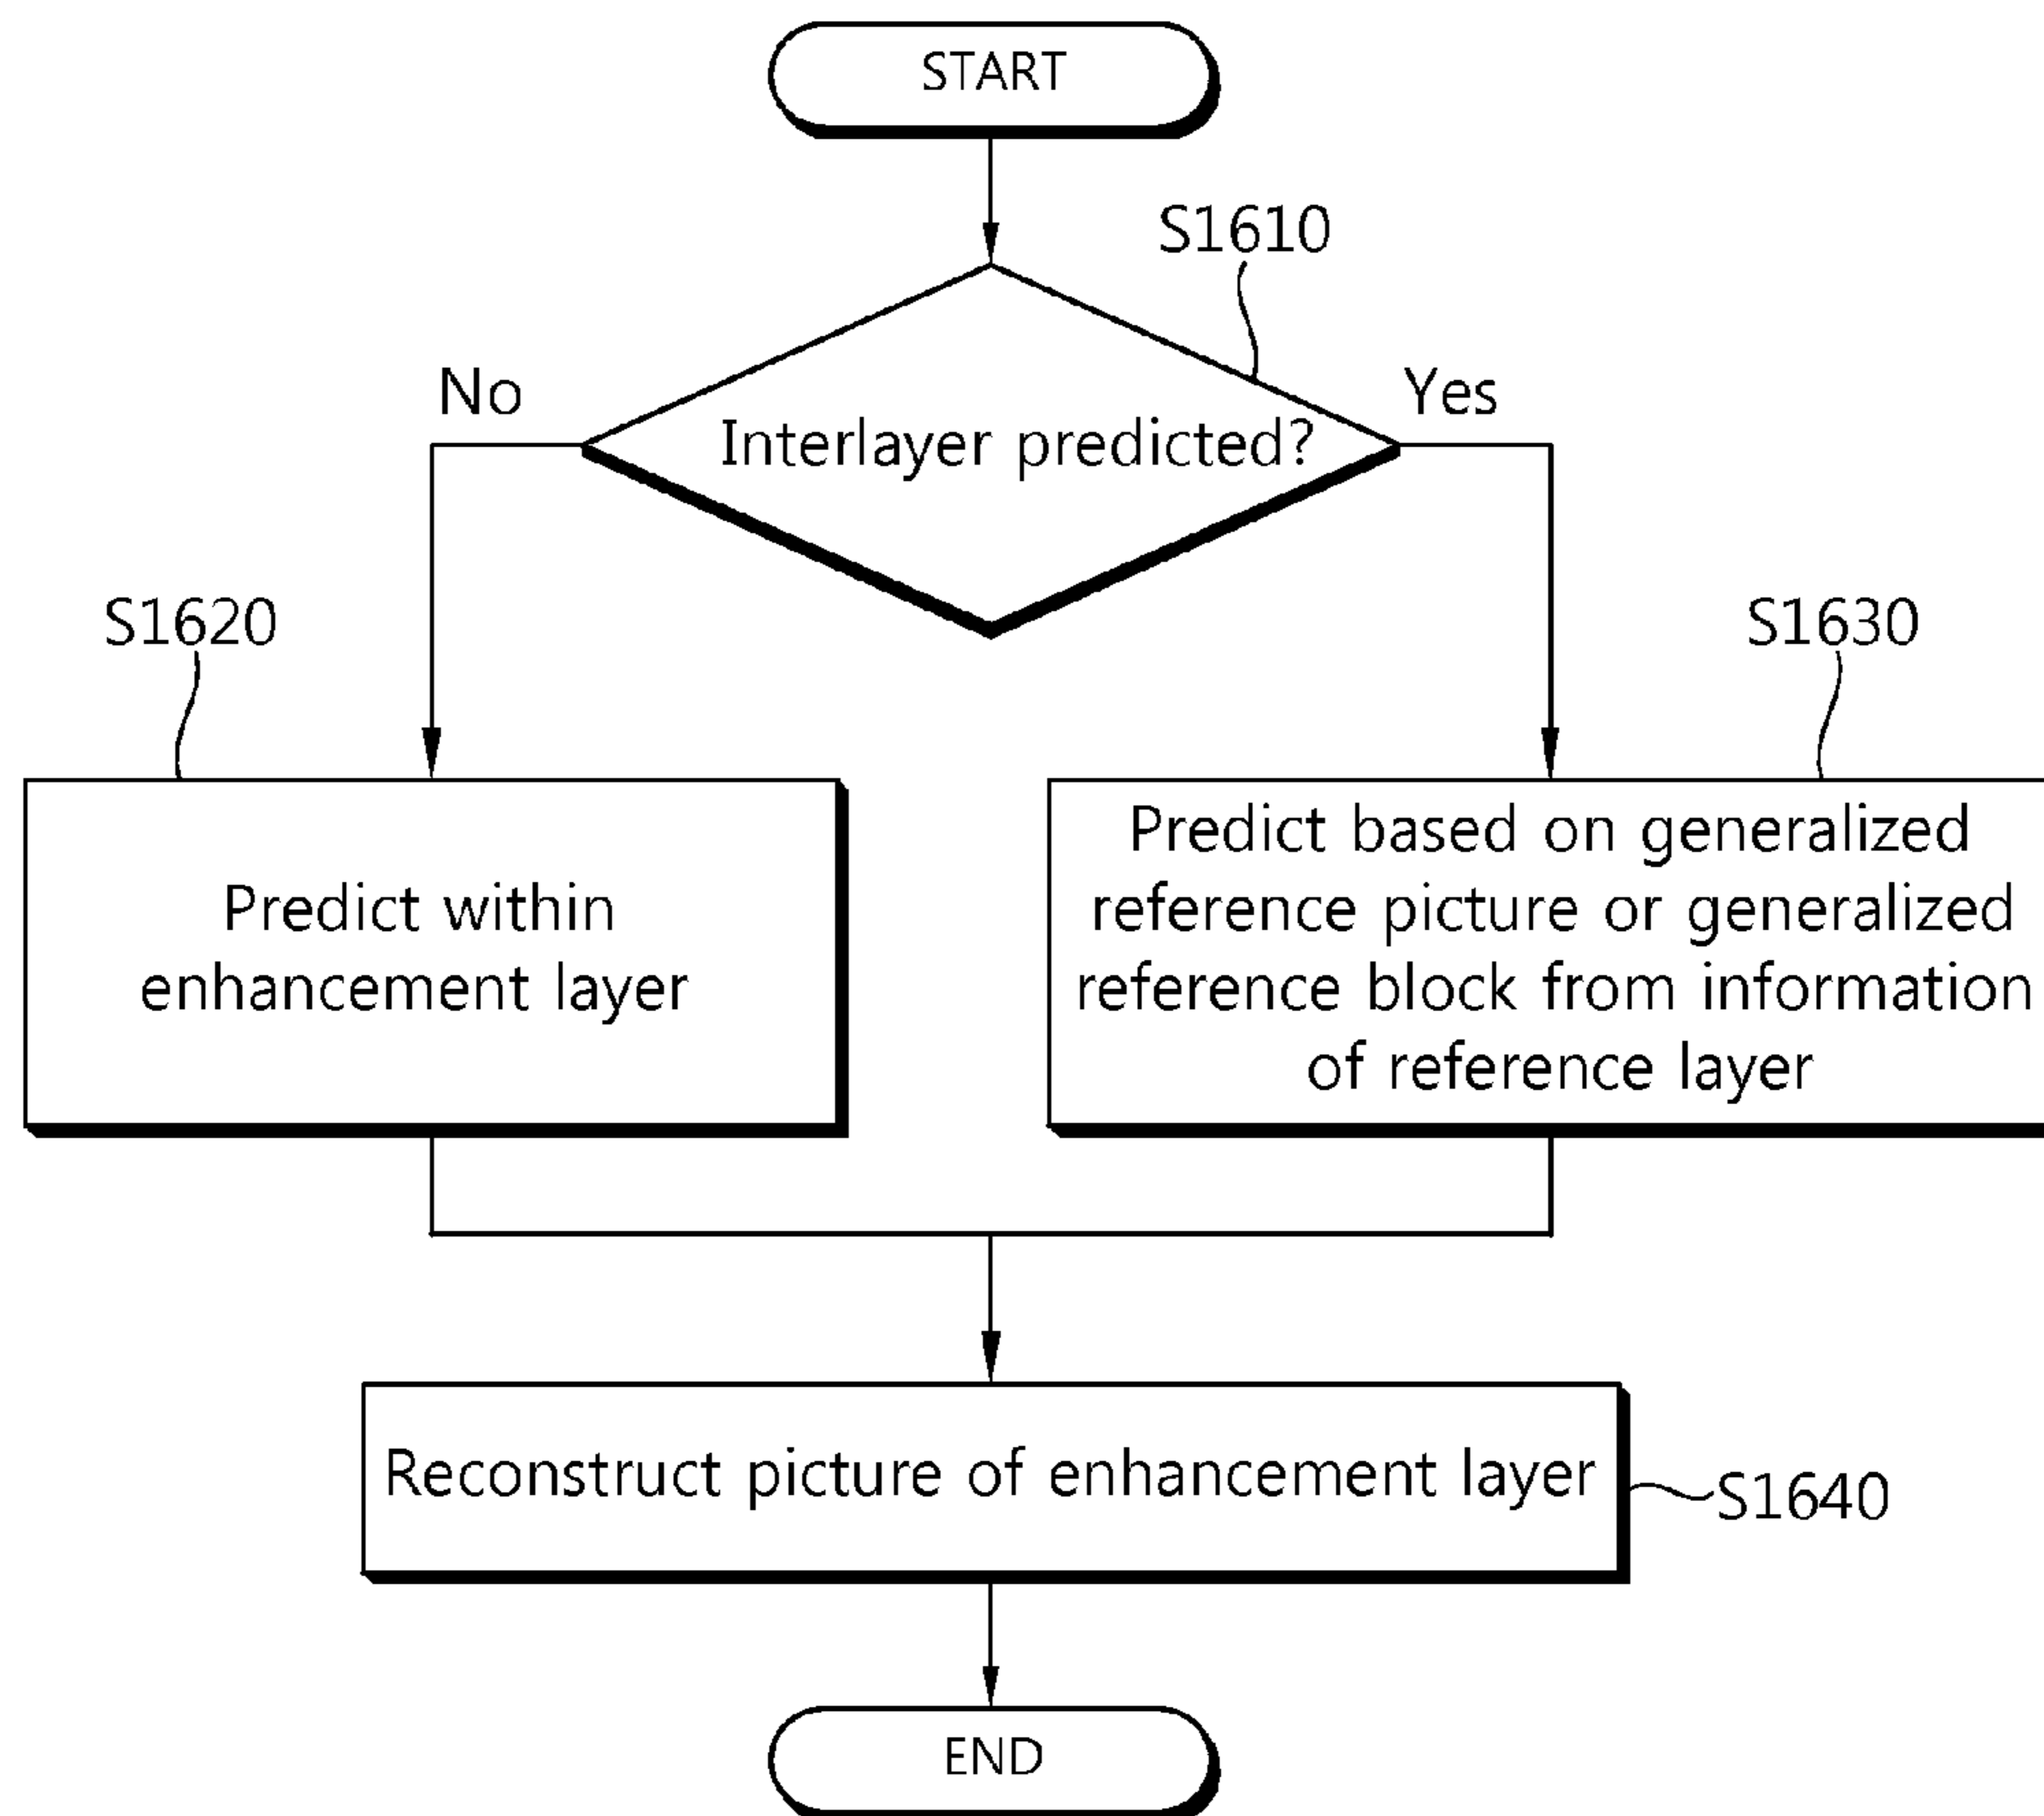 START
S1610
No
Yes
Interlayer predicted?
S1620
S1630
Predict within
enhancement layer
Predict based on generalized
reference picture or generalized
reference block from information
of reference layer
Reconstruct picture of enhancement layer
S1640
END